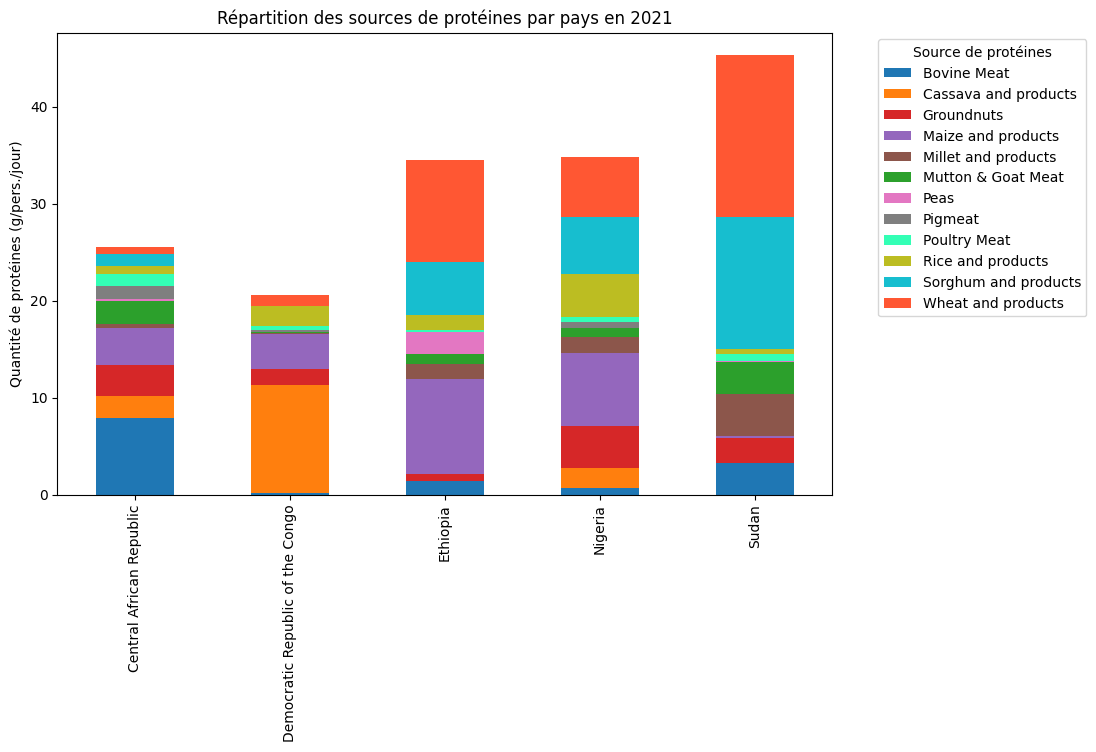 Répartition des sources de protéines par pays en 2021
Quantité de protéines (g/pers./jour)
40
30
20
10
0
Central African Republic
Democratic Republic of the Congo
Ethiopia
Nigeria
Sudan
Source de protéines
Bovine Meat
Cassava and products
Groundnuts
Maize and products
Millet and products
Mutton & Goat Meat
Peas
Pigmeat
Poultry Meat
Rice and products
Sorghum and products
Wheat and products